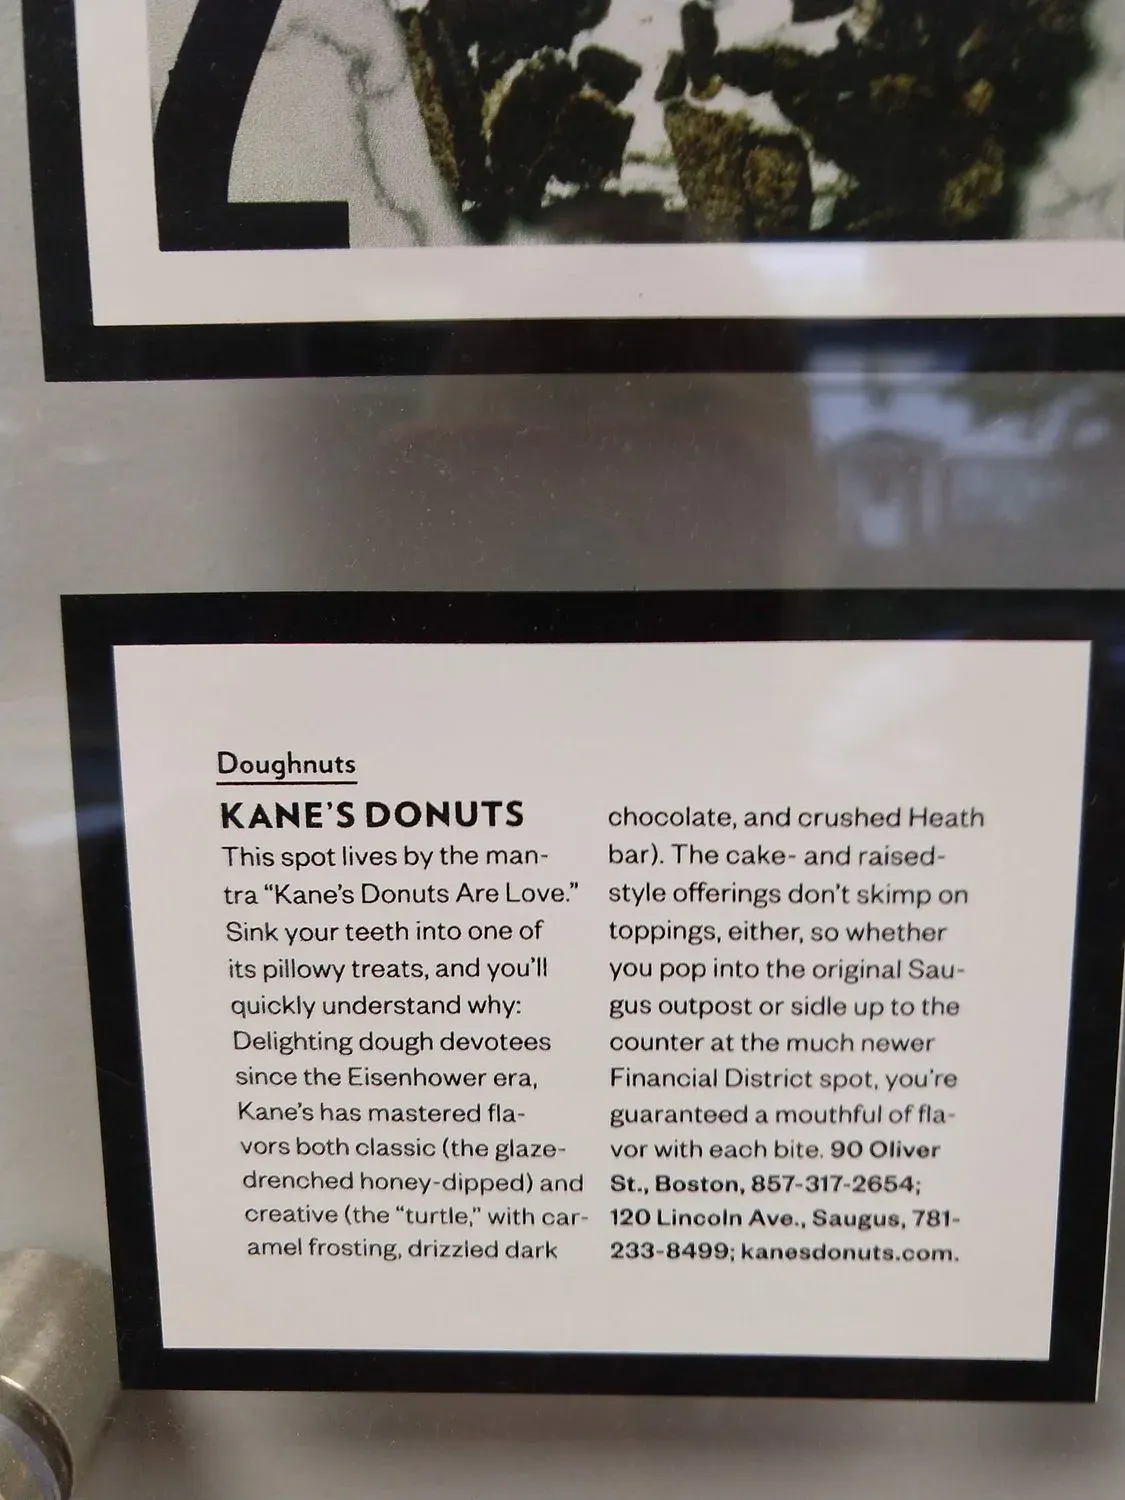 2
Doughnuts
KANE'S DONUTS
This spot lives by the man-
tra “Kane’s Donuts Are Love.”
Sink your teeth into one of
its pillowy treats, and you’ll
quickly understand why:
Delighting dough devotees
since the Eisenhower era,
Kane’s has mastered fla-
vors both classic (the glaze-
drenched honey-dipped) and
creative (the “turtle,” with car-
amel frosting, drizzled dark
chocolate, and crushed Heath
bar). The cake- and raised-
style offerings don’t skimp on
toppings, either, so whether
you pop into the original Sau-
gus outpost or sidle up to the
counter at the much newer
Financial District spot, you’re
guaranteed a mouthful of fla-
vor with each bite. 90 Oliver
St., Boston, 857-317-2654;
120 Lincoln Ave., Saugus, 781-
233-8499; kanesdonuts.com.